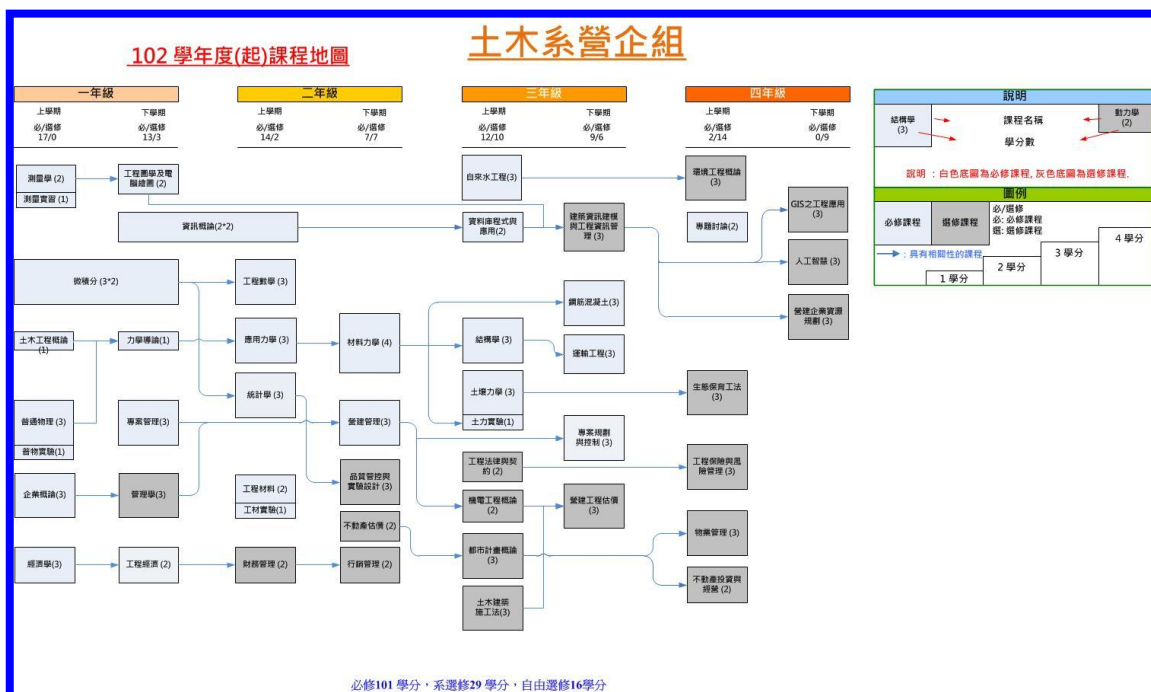 土木系營企組
102 學年度(起)課程地圖
一年級
上學期
必/選修
17/0
下學期
必/選修
13/3
二年級
上學期
必/選修
14/2
下學期
必/選修
7/7
三年級
上學期
必/選修
12/10
下學期
必/選修
9/6
四年級
上學期
必/選修
2/14
下學期
必/選修
0/9
測量學 (2)
測量實習 (1)
工程圖學及電
腦繪圖 (2)
自來水工程(3)
環境工程概論
(3)
資訊概論(2*2)
資料庫程式與
應用(2)
建築資訊建模
與工程資訊管
理 (3)
專題討論(2)
GIS之工程應用
(3)
人工智慧 (3)
微積分 (3*2)
工程數學 (3)
鋼筋混凝土(3)
營建企業資源
規劃 (3)
土木工程概論
(1)
力學導論(1)
應用力學 (3)
材料力學 (4)
結構學 (3)
運輸工程(3)
統計學 (3)
土壤力學 (3)
土力實驗(1)
生態保育工法
(3)
普通物理 (3)
普物實驗(1)
專案管理(3)
營建管理(3)
專案規劃
與控制 (3)
企業概論(3)
管理學(3)
工程材料 (2)
工材實驗(1)
品質管控與
實驗設計 (3)
工程法律與契
約 (2)
工程保險與風
險管理 (3)
機電工程概論
(2)
營建工程估價
(3)
不動產估價 (2)
都市計畫概論
(3)
物業管理 (3)
經濟學(3)
工程經濟 (2)
財務管理 (2)
行銷管理 (2)
不動產投資與
經營 (2)
土木建築
施工法(3)
說明
結構學
(3)
課程名稱
學分數
動力學
(2)
說明 ：白色底圖為必修課程, 灰色底圖為選修課程.
圖例
必修課程
選修課程
必/選修
必: 必修課程
選: 選修課程
：具有相關性的課程
1 學分
2 學分
3 學分
4 學分
必修101 學分，系選修29 學分，自由選修16學分